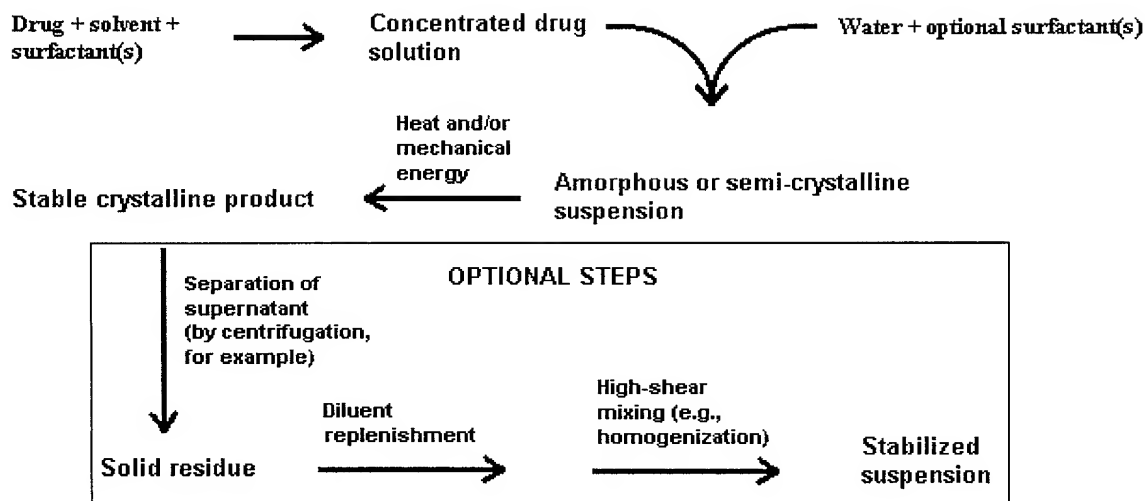 Drug + solvent +
surfactant(s)
Concentrated drug
solution
Water + optional surfactant(s)
Heat and/or
mechanical
energy
Stable crystalline product
Amorphous or semi-crystalline
suspension
OPTIONAL STEPS
Separation of
supernatant
(by centrifugation,
for example)
Diluent
replenishment
High-shear
mixing (e.g.,
homogenization)
Solid residue
Stabilized
suspension